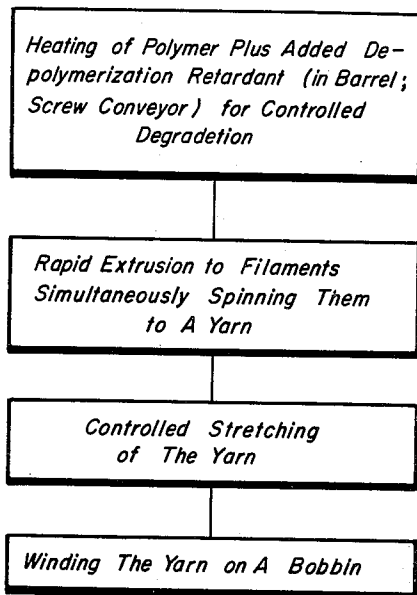 Heating of Polymer Plus Added De-
polymerization Retardant (in Barrel;
Screw Conveyor) for Controlled
Degradetion
Rapid Extrusion to Filaments
Simultaneously Spinning Them
to A Yarn
Controlled Stretching
of The Yarn
Winding The Yarn on A Bobbin